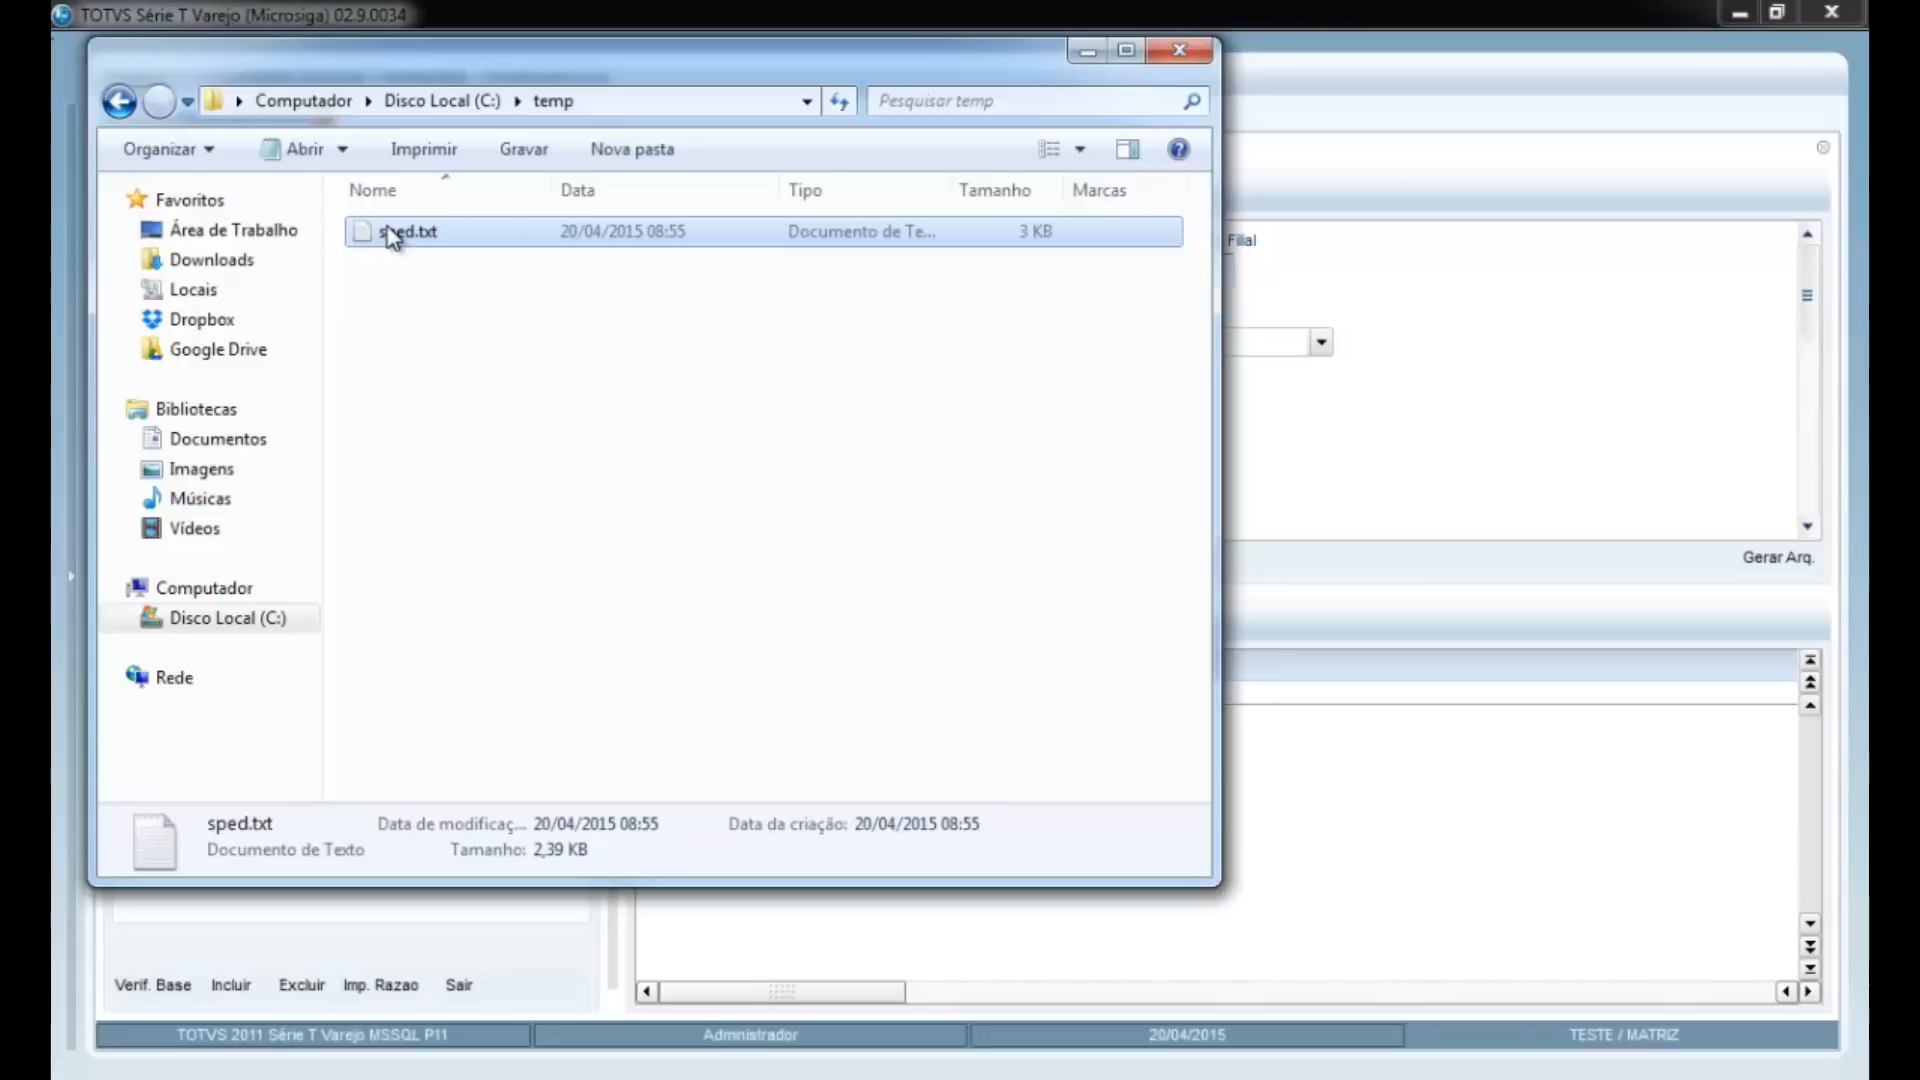 TOTVS Série T Varejo (Microsiga) 02.9.0034
Computador Disco Local (C:) temp
Pesquisar temp
Organizar Abrir Imprimir Gravar Nova pasta
Nome Data Tipo Tamanho Marcas
sped.txt 20/04/2015 08:55 Documento de Te... 3 KB
Favoritos
Área de Trabalho
Downloads
Locais
Dropbox
Google Drive
Bibliotecas
Documentos
Imagens
Músicas
Vídeos
Computador
Disco Local (C:)
Rede
sped.txt Data de modificaç... 20/04/2015 08:55 Data da criação: 20/04/2015 08:55
Documento de Texto Tamanho: 2,39 KB
Filial
Gerar Arq.
Verif. Base Incluir Excluir Imp. Razao Sair
TOTVS 2011 Série T Varejo MSSQL P11 Administrador 20/04/2015 TESTE / MATRIZ